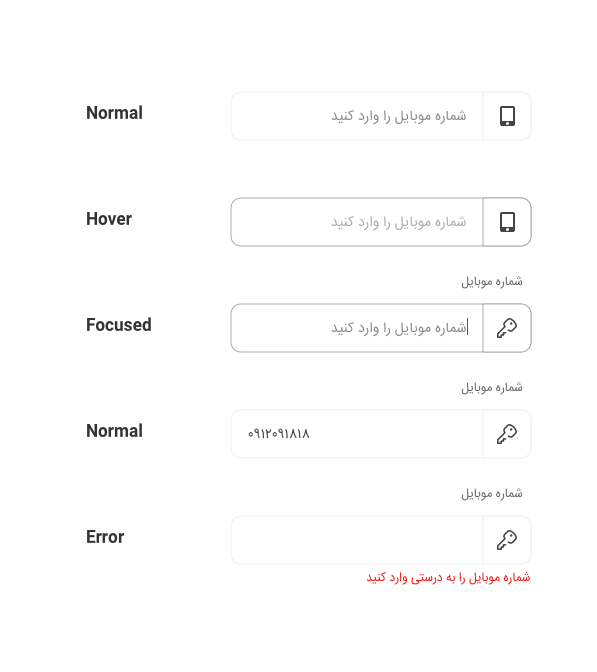 Normal
شماره موبایل را وارد کنید
Hover
شماره موبایل را وارد کنید
شماره موبایل
Focused
شماره موبایل را وارد کنید
شماره موبایل
Normal
۰۹۱۲۰۹۱۸۱۸
شماره موبایل
Error
شماره موبایل را به درستی وارد کنید